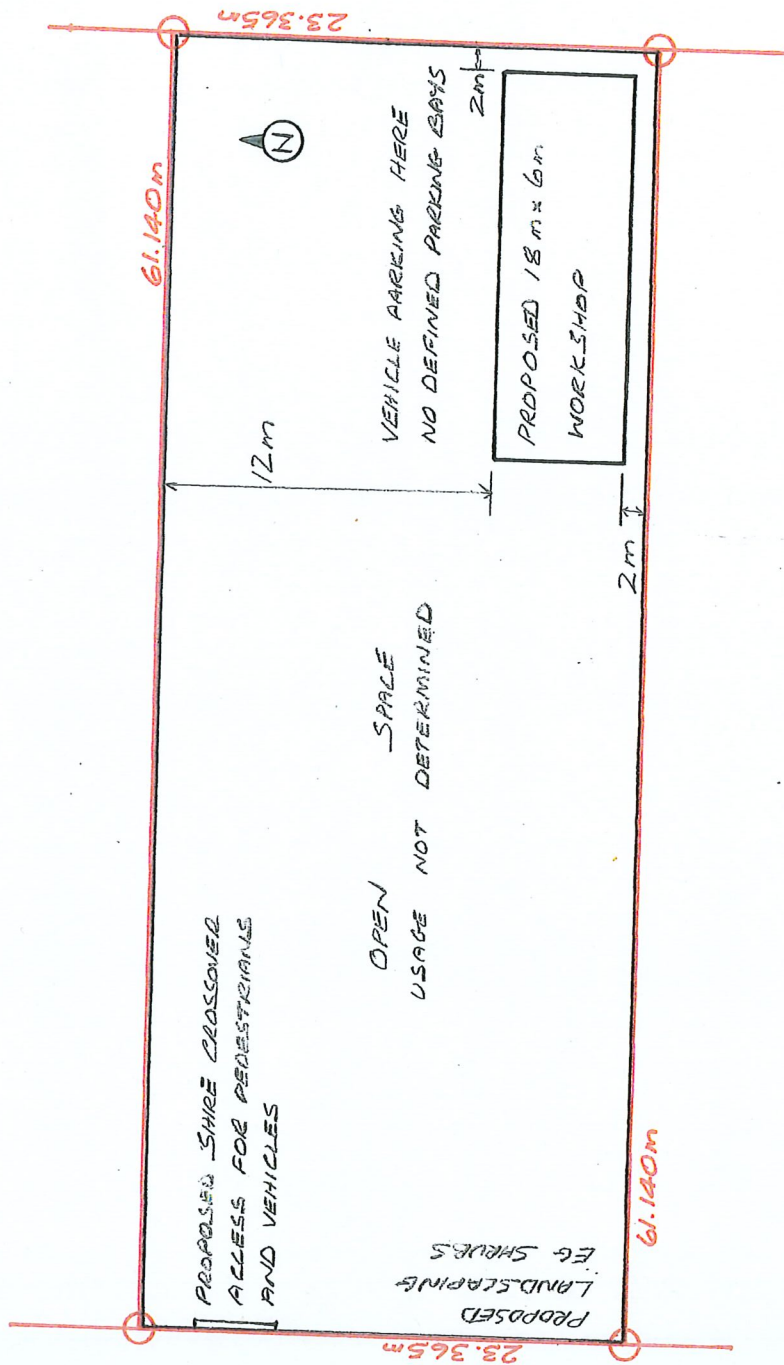 23.365m
61.140m
N
VEHICLE PARKING HERE
NO DEFINED PARKING BAYS
2m
12m
PROPOSED 18m x 6m
WORKSHOP
2m
OPEN SPACE
USAGE NOT DETERMINED
PROPOSED SHIRE CROSSOVER
ACCESS FOR PEDESTRIANS
AND VEHICLES
PROPOSED
LANDSCAPING
EG SHRUBS
61.140m
23.365m